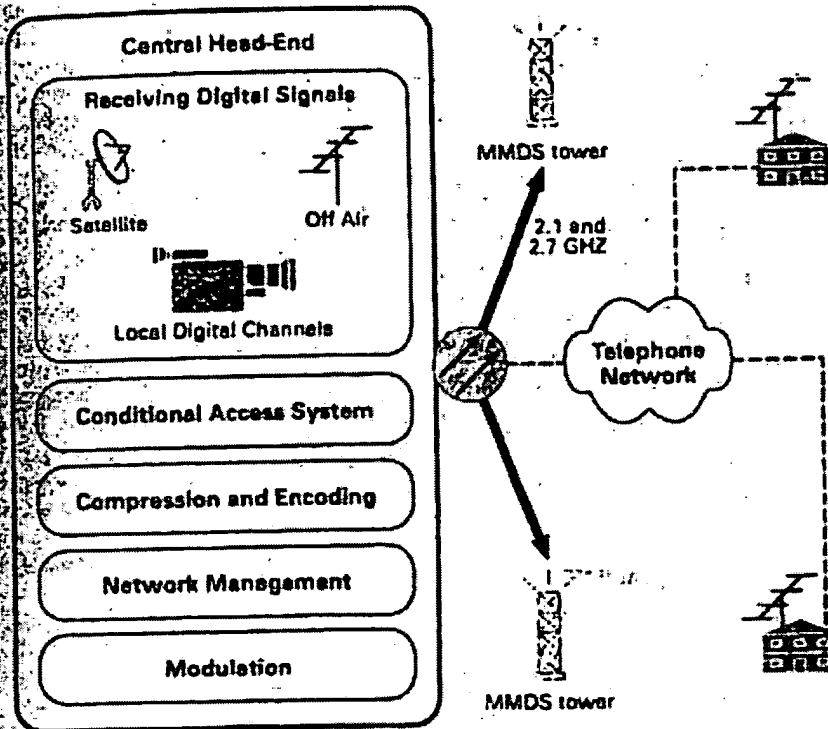 Central Head-End
Receiving Digital Signals
Satellite
Off Air
Local Digital Channels
Conditional Access System
Compression and Encoding
Network Management
Modulation
MMDS tower
2.1 and
2.7 GHZ
Telephone
Network
MMDS tower